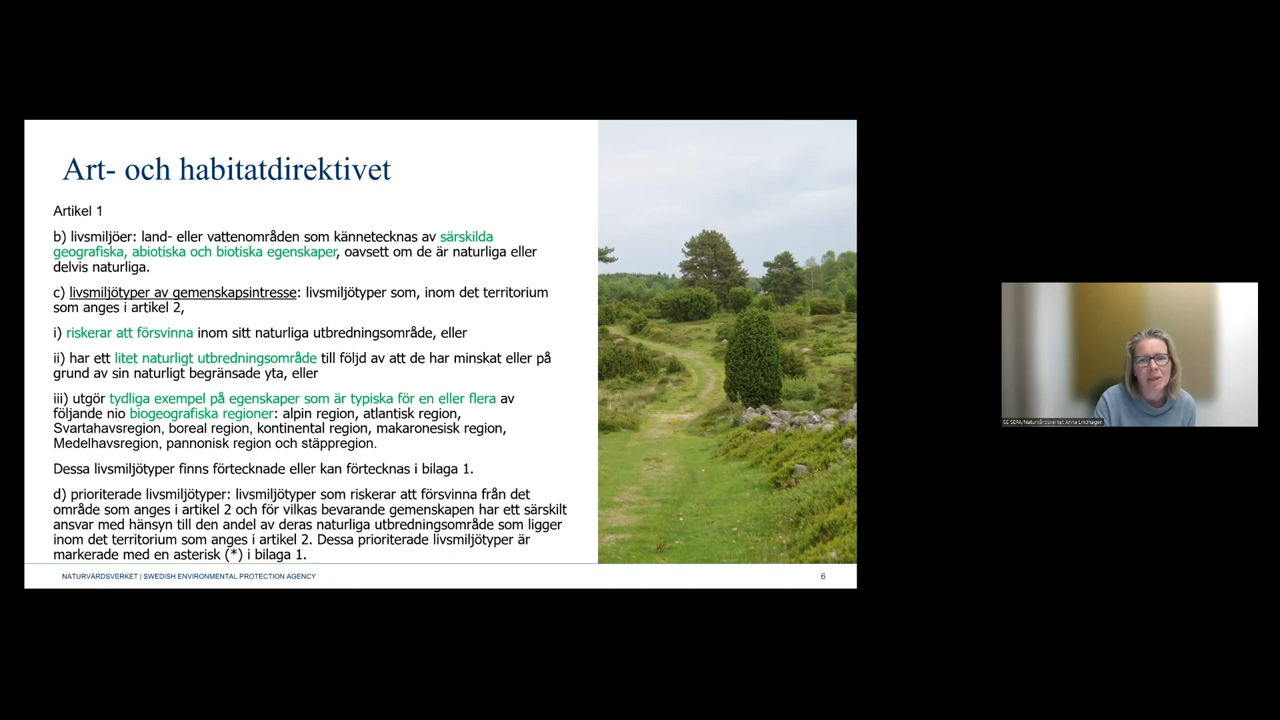 Art- och habitatdirektivet
Artikel 1
b) livsmiljöer: land- eller vattenområden som kännetecknas av särskilda
geografiska, abiotiska och biotiska egenskaper, oavsett om de är naturliga eller
delvis naturliga.
c) livsmiljötyper av gemenskapsintresse: livsmiljötyper som, inom det territorium
som anges i artikel 2,
i) riskerar att försvinna inom sitt naturliga utbredningsområde, eller
ii) har ett litet naturligt utbredningsområde till följd av att de har minskat eller på
grund av sin naturligt begränsade yta, eller
iii) utgör tydliga exempel på egenskaper som är typiska för en eller flera av
följande nio biogeografiska regioner: alpin region, atlantisk region,
Svartahavsregion, boreal region, kontinental region, makaronesisk region,
Medelhavsregion, pannonisk region och stäppregion.
Dessa livsmiljötyper finns förtecknade eller kan förtecknas i bilaga 1.
d) prioriterade livsmiljötyper: livsmiljötyper som riskerar att försvinna från det
område som anges i artikel 2 och för vilkas bevarande gemenskapen har ett särskilt
ansvar med hänsyn till den andel av deras naturliga utbredningsområde som ligger
inom det territorium som anges i artikel 2. Dessa prioriterade livsmiljötyper är
markerade med en asterisk (*) i bilaga 1.
NATURVÅRDSVERKET | SWEDISH ENVIRONMENTAL PROTECTION AGENCY
6
SE SEPA/Naturvårdsverket Anna Lindhagen